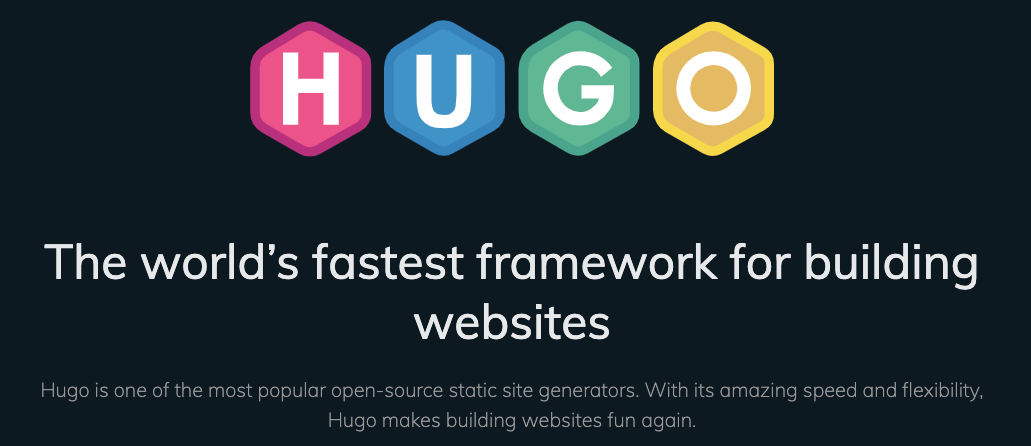 HUGO
The world’s fastest framework for building
websites
Hugo is one of the most popular open-source static site generators. With its amazing speed and flexibility,
Hugo makes building websites fun again.